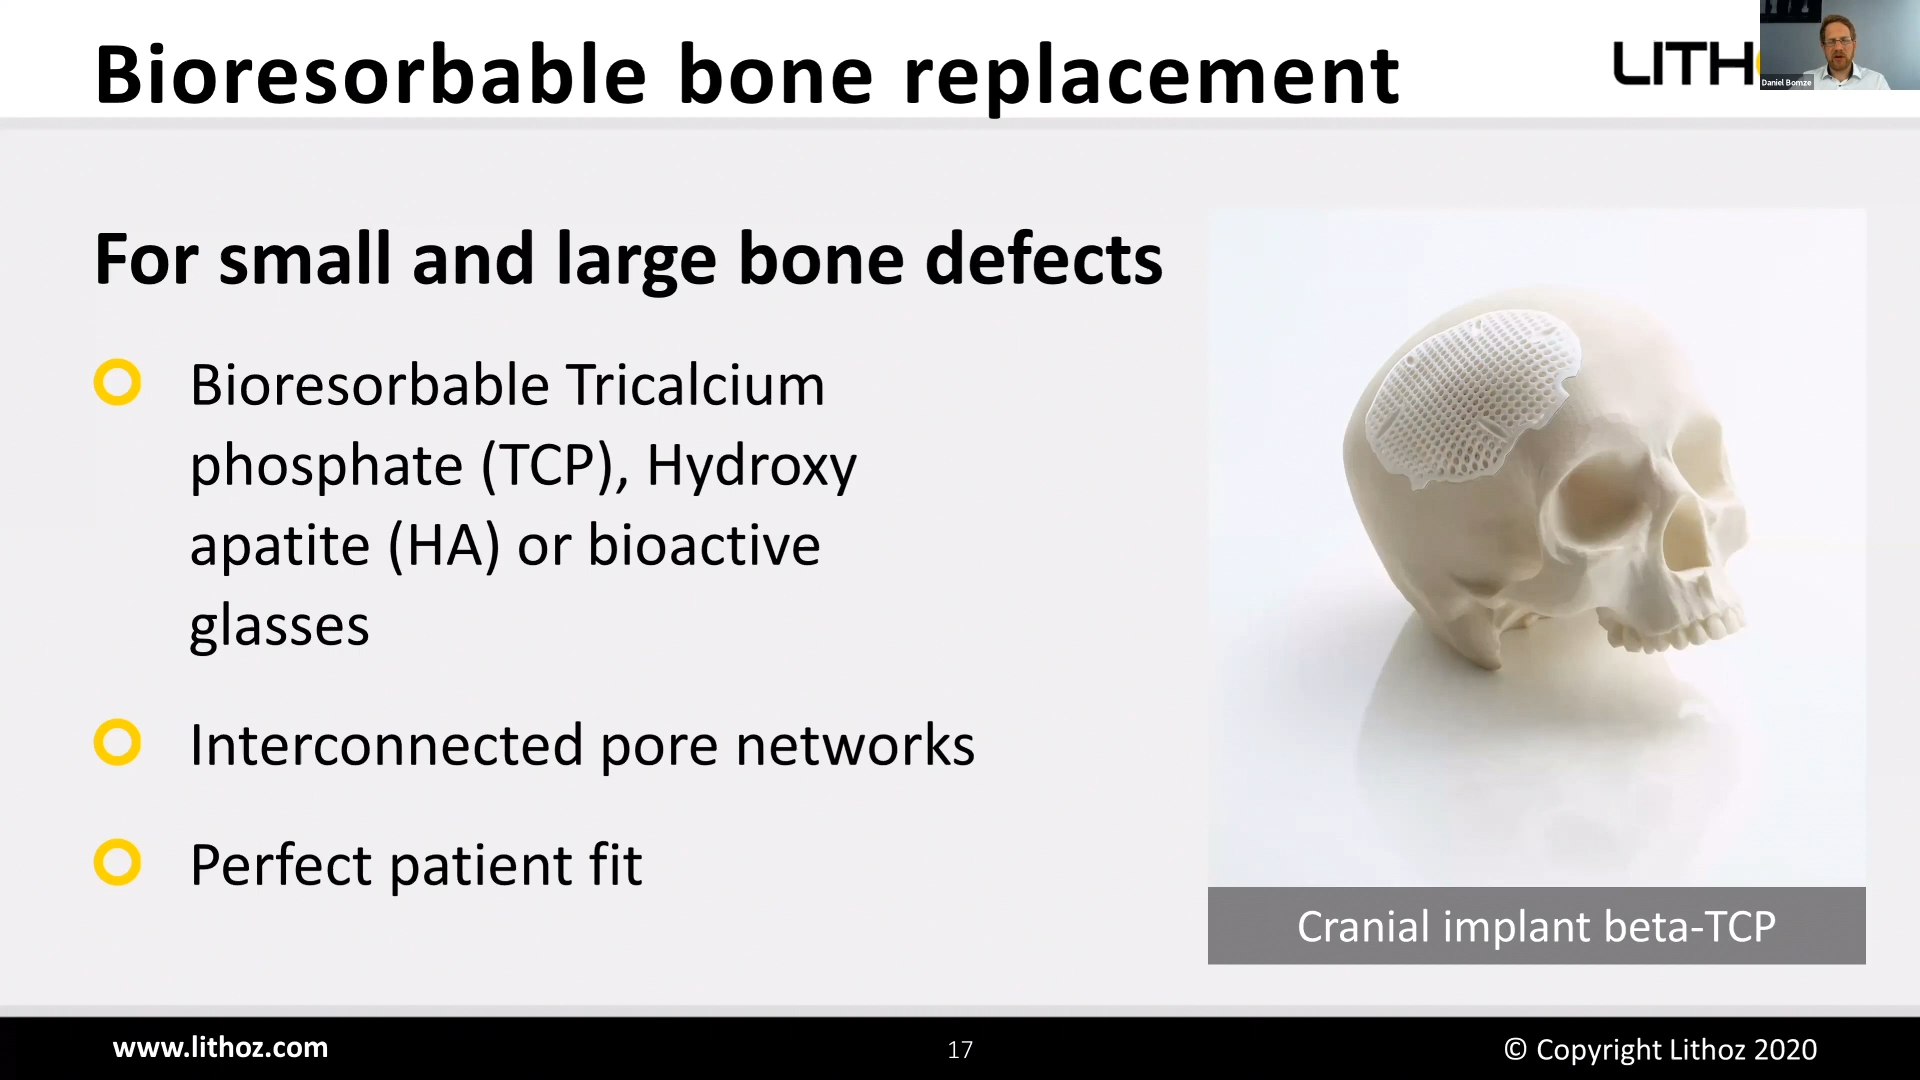 Bioresorbable bone replacement
LITH
Daniel Bomze
For small and large bone defects
Bioresorbable Tricalcium
phosphate (TCP), Hydroxy
apatite (HA) or bioactive
glasses
Interconnected pore networks
Perfect patient fit
Cranial implant beta-TCP
www.lithoz.com
17
© Copyright Lithoz 2020